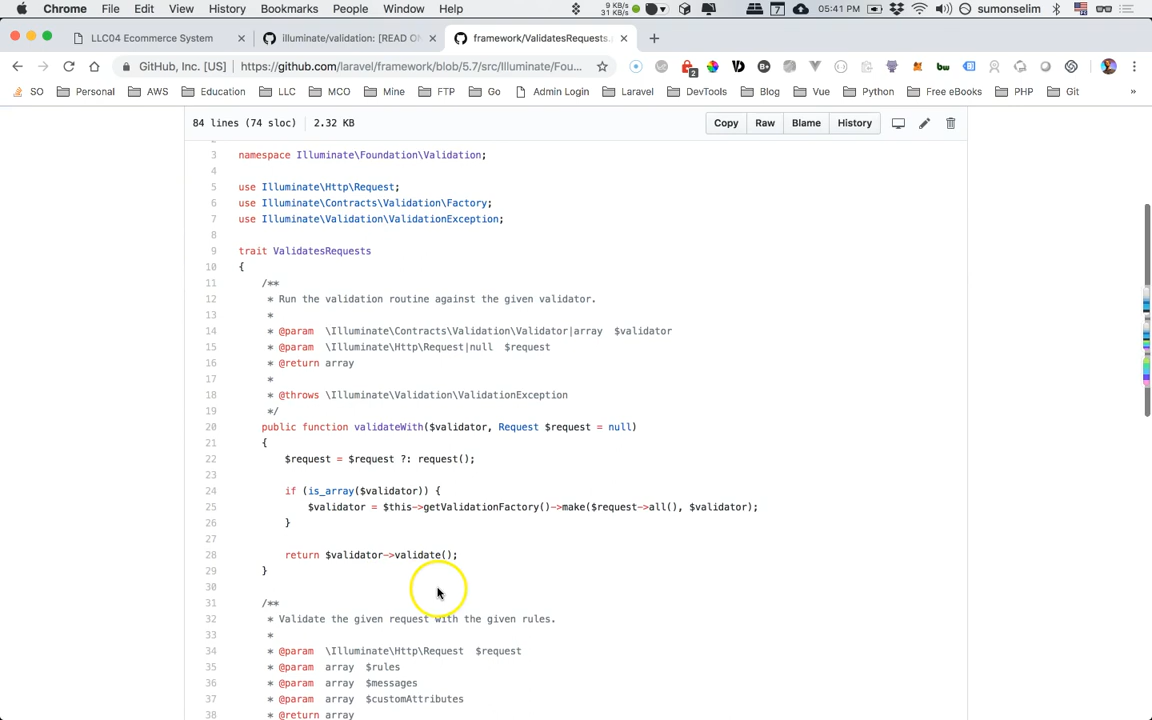 Chrome File Edit View History Bookmarks People Window Help 9 KB/s 31 KB/s 7 05:41 PM sumonselim
LLC04 Ecommerce System illuminate/validation: [READ ON framework/ValidatesRequests.
GitHub, Inc. [US] https://github.com/laravel/framework/blob/5.7/src/Illuminate/Fou... 2
SO Personal AWS Education LLC MCO Mine FTP Go Admin Login Laravel DevTools Blog Vue Python Free eBooks PHP Git »
84 lines (74 sloc) 2.32 KB Copy Raw Blame History
3 namespace Illuminate\Foundation\Validation;
4
5 use Illuminate\Http\Request;
6 use Illuminate\Contracts\Validation\Factory;
7 use Illuminate\Validation\ValidationException;
8
9 trait ValidatesRequests
10 {
11 /**
12 * Run the validation routine against the given validator.
13 *
14 * @param \Illuminate\Contracts\Validation\Validator|array $validator
15 * @param \Illuminate\Http\Request|null $request
16 * @return array
17 *
18 * @throws \Illuminate\Validation\ValidationException
19 */
20 public function validateWith($validator, Request $request = null)
21 {
22 $request = $request ?: request();
23
24 if (is_array($validator)) {
25 $validator = $this->getValidationFactory()->make($request->all(), $validator);
26 }
27
28 return $validator->validate();
29 }
30
31 /**
32 * Validate the given request with the given rules.
33 *
34 * @param \Illuminate\Http\Request $request
35 * @param array $rules
36 * @param array $messages
37 * @param array $customAttributes
38 * @return array